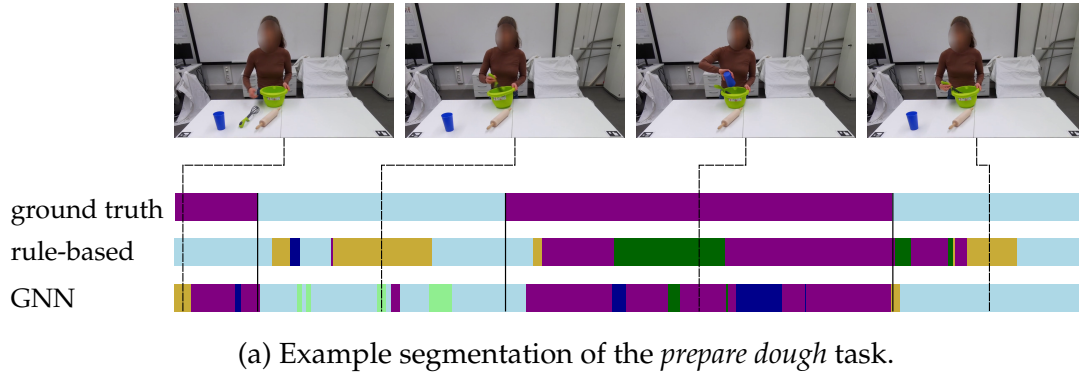 ground truth
rule-based
GNN
(a) Example segmentation of the prepare dough task.